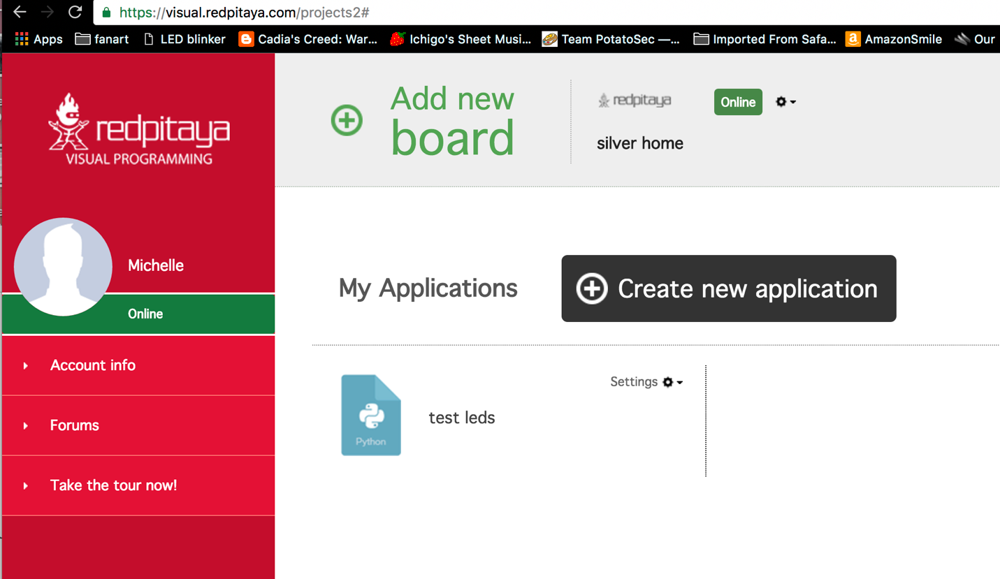 https://visual.redpitaya.com/projects2#
Apps fanart LED blinker Cadia's Creed: War... Ichigo's Sheet Musi... Team PotatoSec —... Imported From Safa... AmazonSmile Our
redpitaya
VISUAL PROGRAMMING
Michelle
Online
Account info
Forums
Take the tour now!
Add new
board
redpitaya
Online
silver home
My Applications
Create new application
Python
test leds
Settings